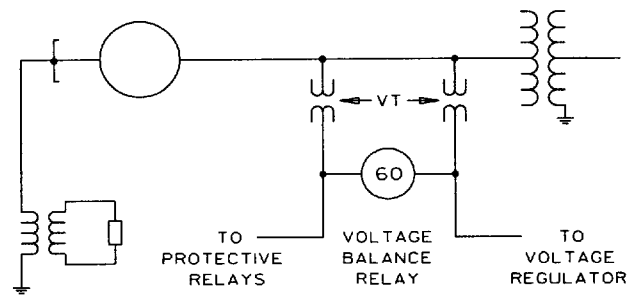 VT
60
TO
PROTECTIVE
RELAYS
VOLTAGE
BALANCE
RELAY
TO
VOLTAGE
REGULATOR